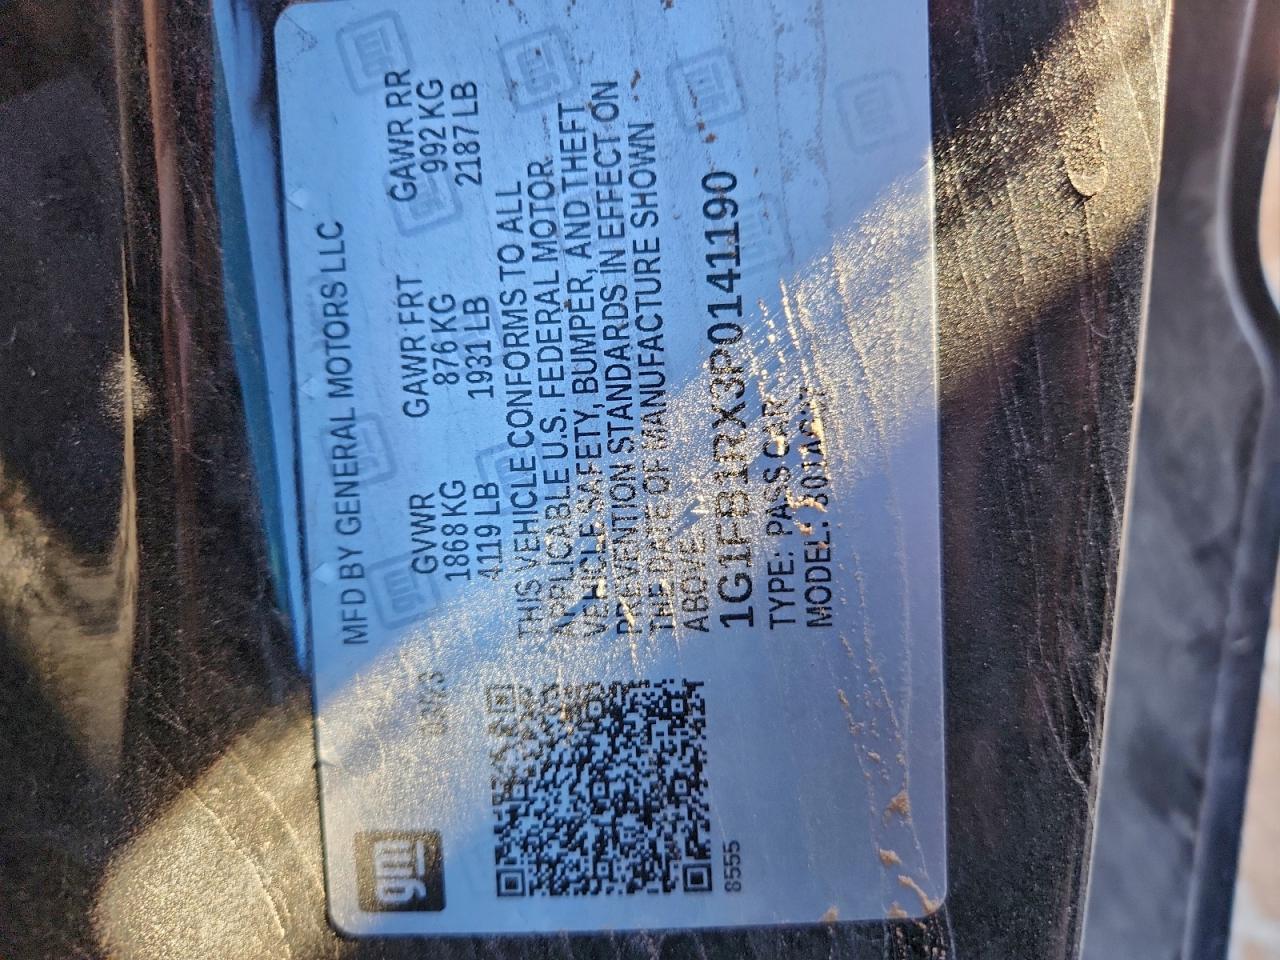 gm
MFD BY GENERAL MOTORS LLC
GVWR GAWR FRT GAWR RR
1868 KG 876 KG 992 KG
4119 LB 1931 LB 2187 LB
THIS VEHICLE CONFORMS TO ALL
APPLICABLE U.S. FEDERAL MOTOR
VEHICLE SAFETY, BUMPER, AND THEFT
PREVENTION STANDARDS IN EFFECT ON
THE DATE OF MANUFACTURE SHOWN
ABOVE.
1G1FB1RX3P0141190
TYPE: PASS CAR
MODEL:
8555